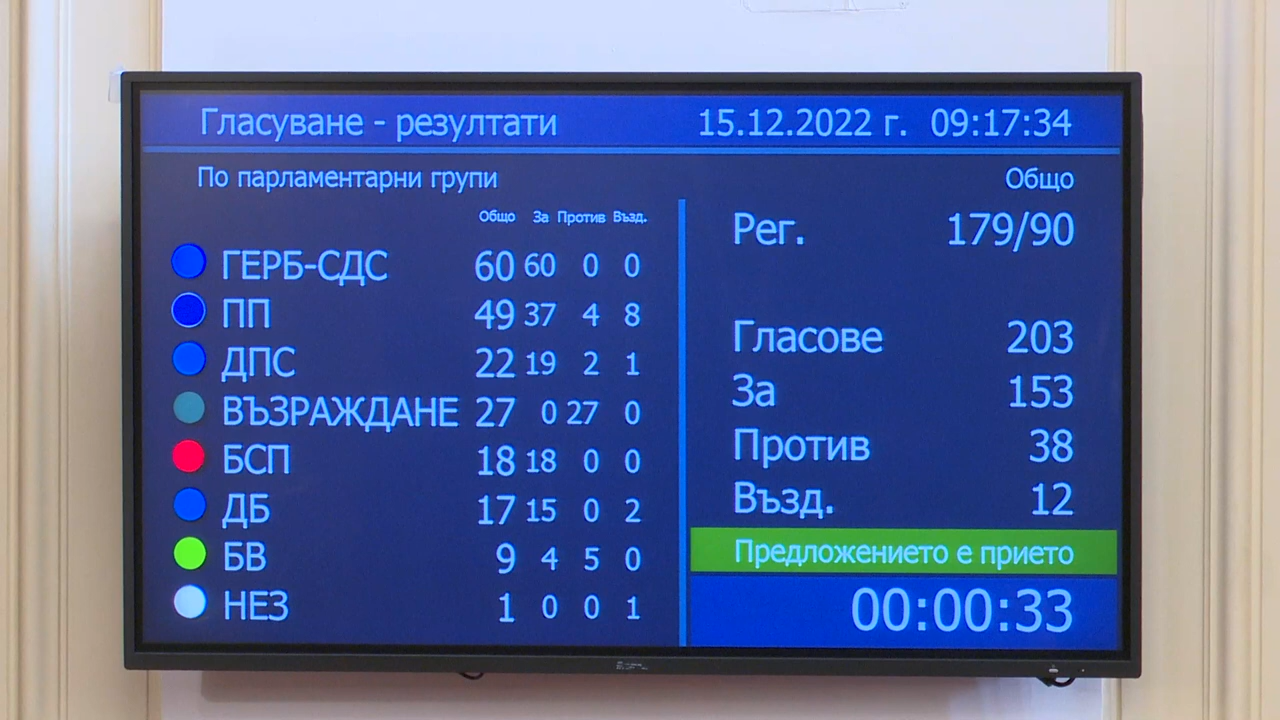 Гласуване - резултати 15.12.2022 г. 09:17:34
По парламентарни групи Общо
Общо За Против Възд.
ГЕРБ-СДС 60 60 0 0
ПП 49 37 4 8
ДПС 22 19 2 1
ВЪЗРАЖДАНЕ 27 0 27 0
БСП 18 18 0 0
ДБ 17 15 0 2
БВ 9 4 5 0
НЕЗ 1 0 0 1
Рег. 179/90
Гласове 203
За 153
Против 38
Възд. 12
Предложението е прието
00:00:33